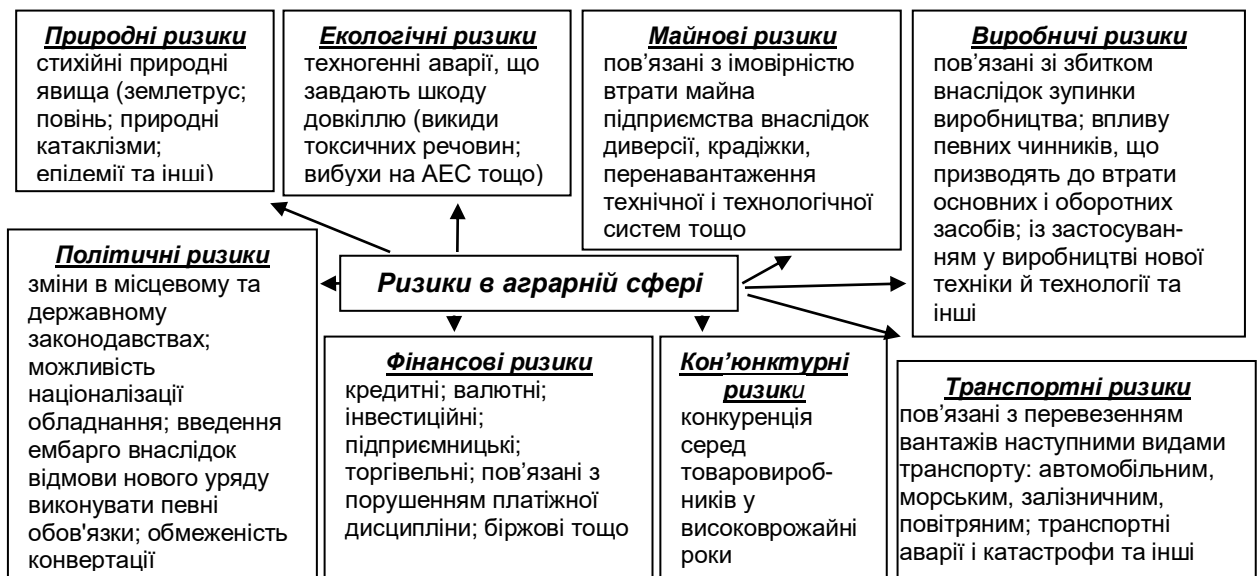 Природні ризики
стихійні природні
явища (землетрус;
повінь; природні
катаклізми;
епідемії та інші)
Екологічні ризики
техногенні аварії, що
завдають шкоду
довкіллю (викиди
токсичних речовин;
вибухи на АЕС тощо)
Майнові ризики
пов’язані з імовірністю
втрати майна
підприємства внаслідок
диверсії, крадіжки,
перенавантаження
технічної і технологічної
систем тощо
Виробничі ризики
пов’язані зі збитком
внаслідок зупинки
виробництва; впливу
певних чинників, що
призводять до втрати
основних і оборотних
засобів; із застосуван-
ням у виробництві нової
техніки й технології та
інші
Ризики в аграрній сфері
Політичні ризики
зміни в місцевому та
державному
законодавствах;
можливість
націоналізації
обладнання; введення
ембарго внаслідок
відмови нового уряду
виконувати певні
обов'язки; обмеженість
конвертації
Фінансові ризики
кредитні; валютні;
інвестиційні;
підприємницькі;
торгівельні; пов’язані з
порушенням платіжної
дисципліни; біржові тощо
Кон’юнктурні
ризики
конкуренція
серед
товаровироб-
ників у
високоврожайні
роки
Транспортні ризики
пов’язані з перевезенням
вантажів наступними видами
транспорту: автомобільним,
морським, залізничним,
повітряним; транспортні
аварії і катастрофи та інші